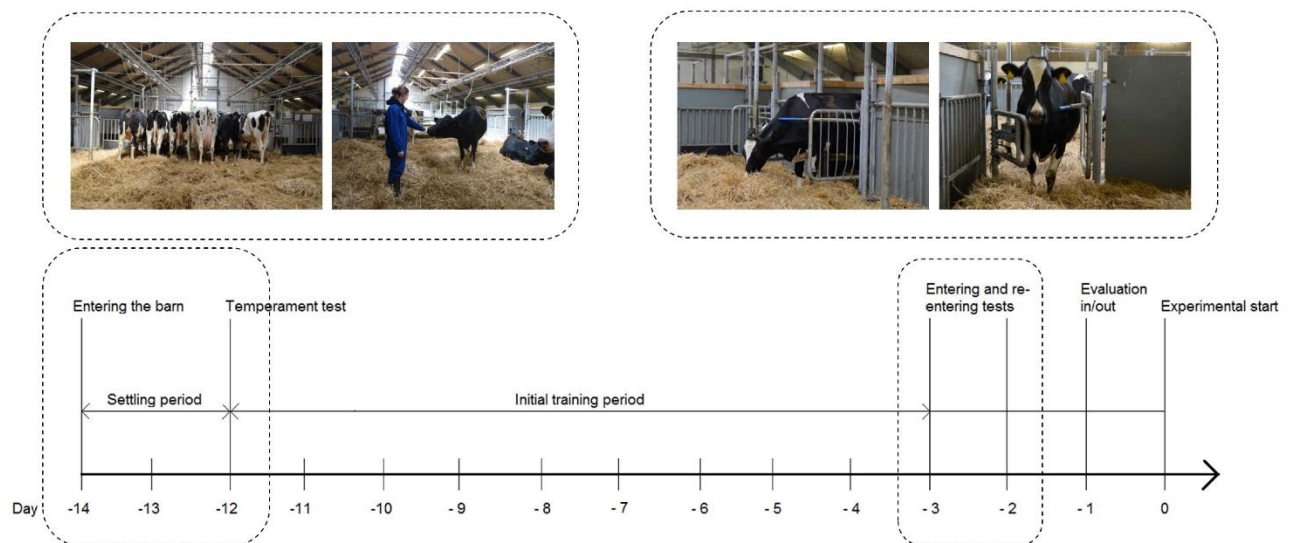 Entering the barn
Temperament test
Entering and re-
entering tests
Evaluation
in/out
Experimental start
Settling period
Initial training period
Day -14 -13 -12 -11 -10 - 9 - 8 - 7 - 6 - 5 - 4 - 3 - 2 - 1 0